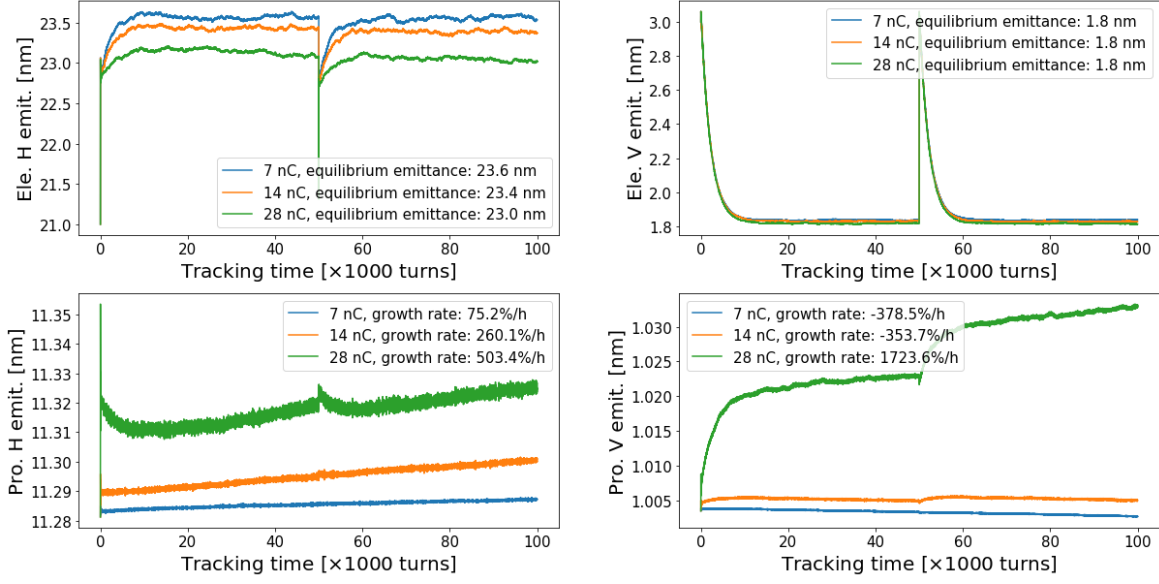 Ele. H emit. [nm]
23.5
23.0
22.5
22.0
21.5
21.0
7 nC, equilibrium emittance: 23.6 nm
14 nC, equilibrium emittance: 23.4 nm
28 nC, equilibrium emittance: 23.0 nm
0 20 40 60 80 100
Tracking time [×1000 turns]
Ele. V emit. [nm]
3.0
2.8
2.6
2.4
2.2
2.0
1.8
7 nC, equilibrium emittance: 1.8 nm
14 nC, equilibrium emittance: 1.8 nm
28 nC, equilibrium emittance: 1.8 nm
0 20 40 60 80 100
Tracking time [×1000 turns]
Pro. H emit. [nm]
11.35
11.34
11.33
11.32
11.31
11.30
11.29
11.28
7 nC, growth rate: 75.2%/h
14 nC, growth rate: 260.1%/h
28 nC, growth rate: 503.4%/h
0 20 40 60 80 100
Tracking time [×1000 turns]
Pro. V emit. [nm]
1.030
1.025
1.020
1.015
1.010
1.005
7 nC, growth rate: -378.5%/h
14 nC, growth rate: -353.7%/h
28 nC, growth rate: 1723.6%/h
0 20 40 60 80 100
Tracking time [×1000 turns]